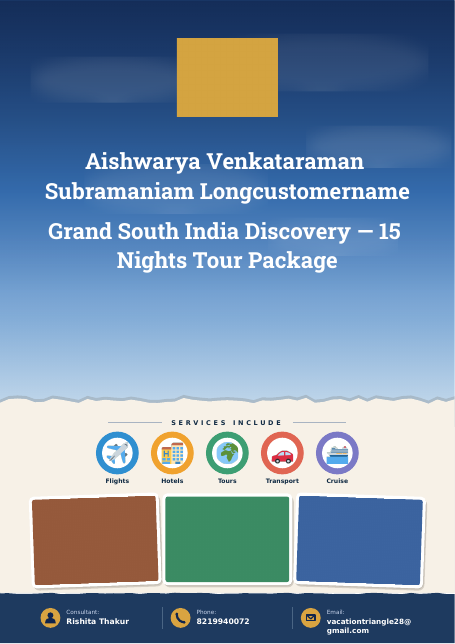 Aishwarya Venkataraman
Subramaniam Longcustomername
Grand South India Discovery — 15
Nights Tour Package
SERVICES INCLUDE
Flights Hotels Tours Transport Cruise
Consultant:
Rishita Thakur
Phone:
8219940072
Email:
vacationtriangle28@
gmail.com